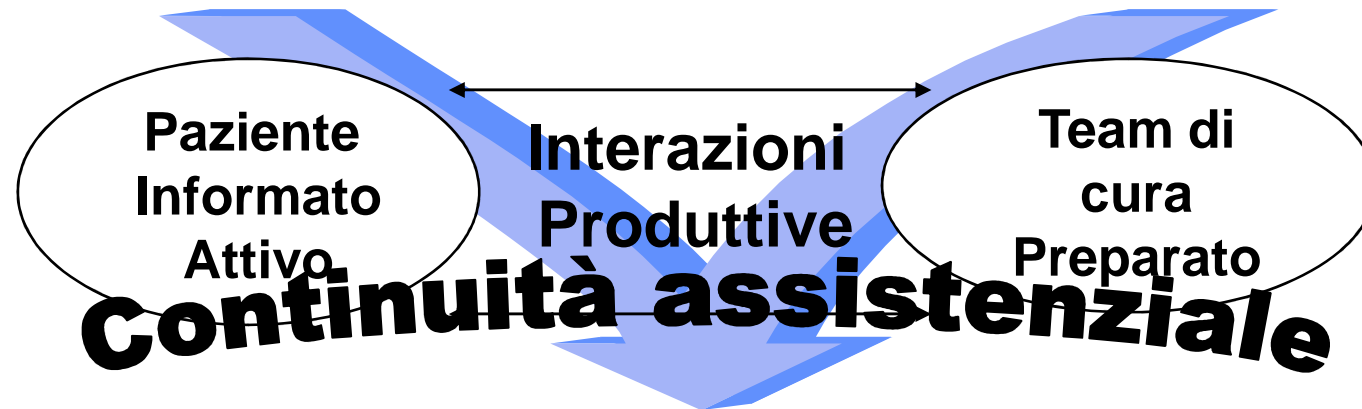 Paziente
Informato
Attivo
Interazioni
Produttive
Team di
cura
Preparato
Continuità assistenziale